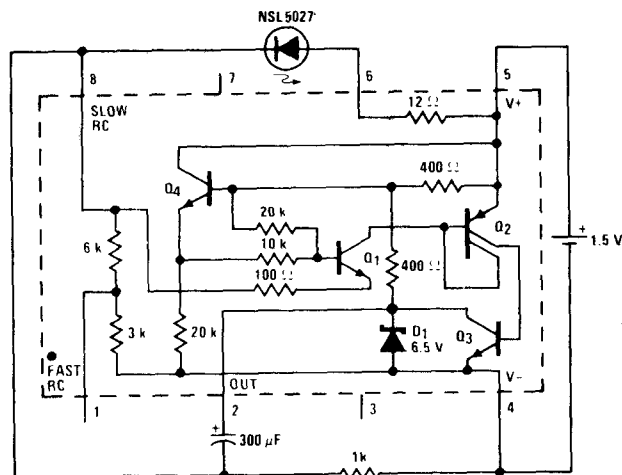 NSL5027
8
7
6
5
SLOW
RC
12 Ω
V+
Q4
400 Ω
Q2
20 k
10 k
Q1
400 Ω
100 Ω
6 k
+
1.5 V
3 k
20 k
D1
6.5 V
Q3
FAST
RC
OUT
V–
1
2
3
4
+
300 µF
1k